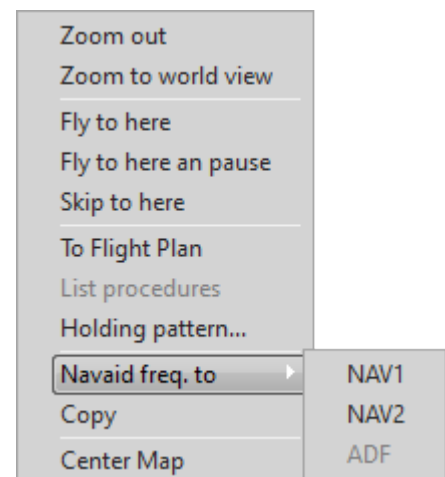 Zoom out
Zoom to world view
Fly to here
Fly to here an pause
Skip to here
To Flight Plan
List procedures
Holding pattern...
Navaid freq. to
NAV1
Copy
NAV2
Center Map
ADF